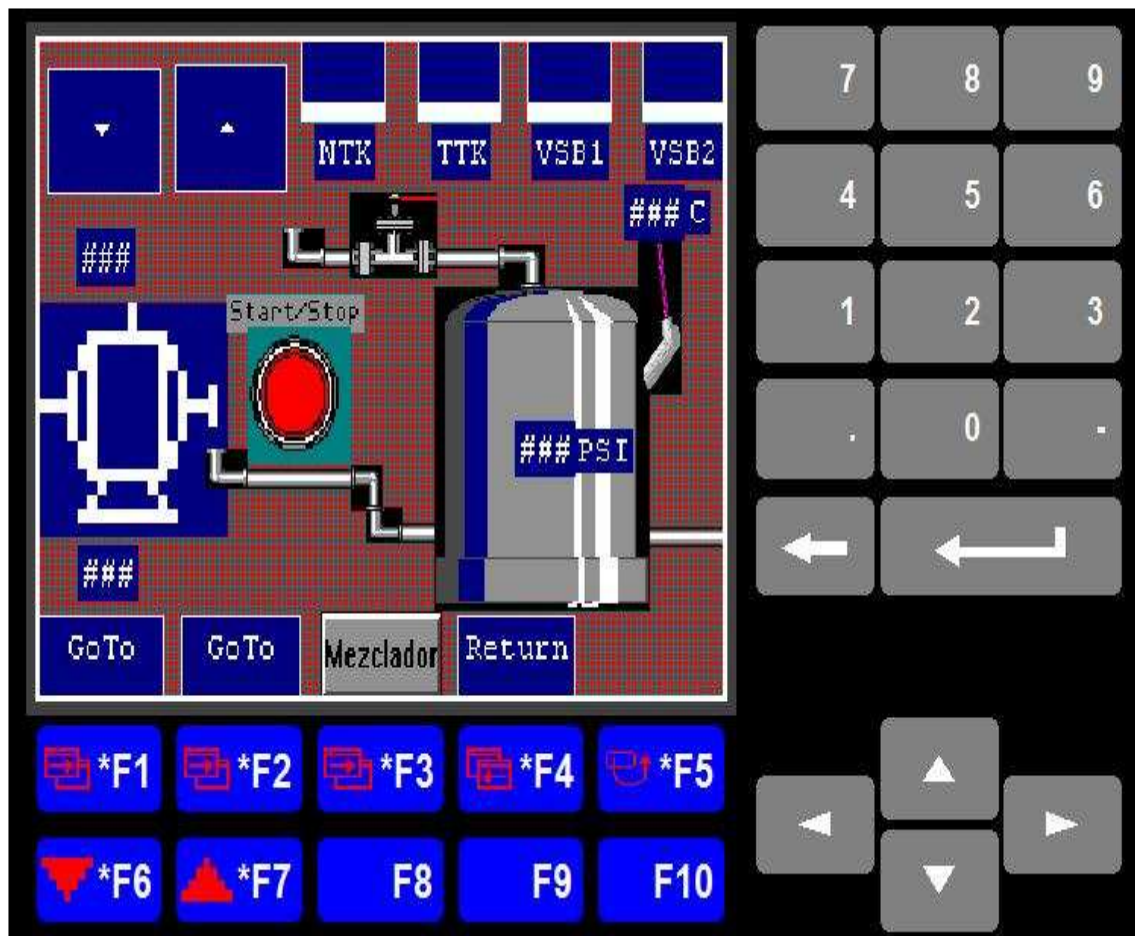 7 8 9
NTK TTK VSB1 VSB2
4 5 6
### C
###
Start/Stop
1 2 3
. 0 -
### PSI
###
GoTo GoTo Mezclador Return
*F1 *F2 *F3 *F4 *F5
*F6 *F7 F8 F9 F10